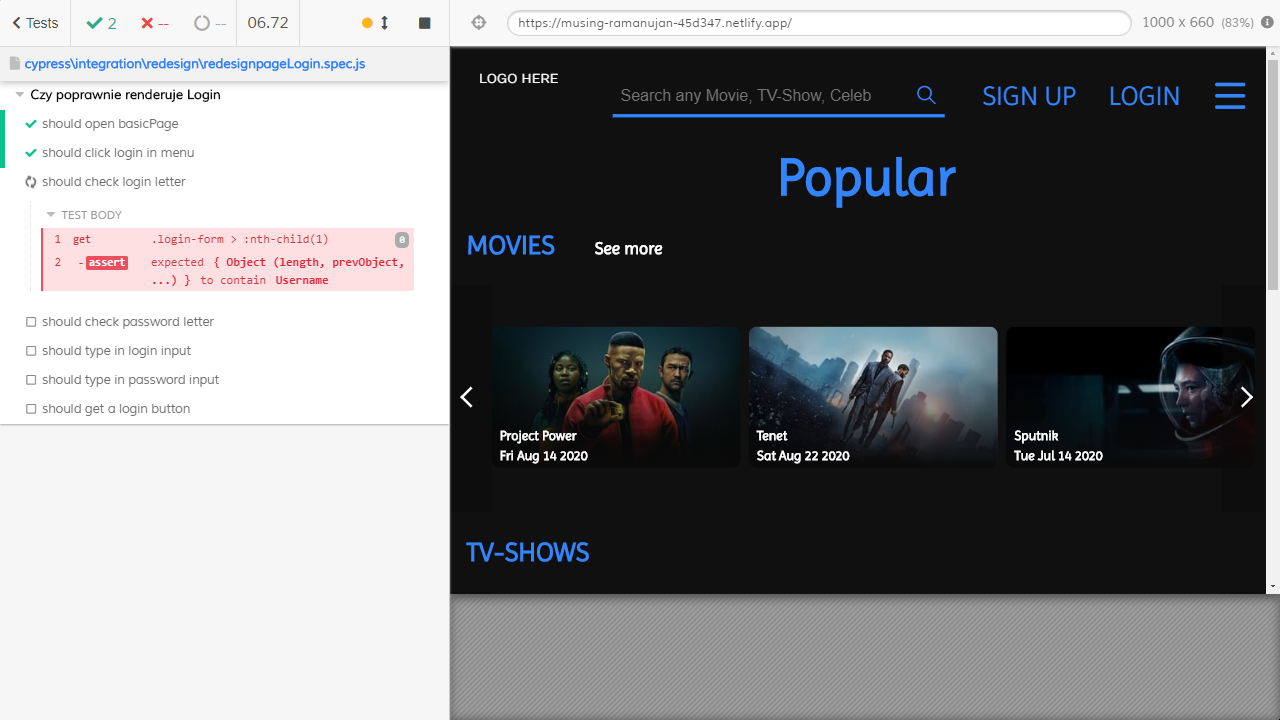 Tests
2
--
--
06.72
https://musing-ramanujan-45d347.netlify.app/
1000 x 660 (83%)
cypress\integration\redesign\redesignpageLogin.spec.js
Czy poprawnie renderuje Login
should open basicPage
should click login in menu
should check login letter
TEST BODY
1 get .login-form > :nth-child(1) 0
2 -assert expected { Object (length, prevObject,
...) } to contain Username
should check password letter
should type in login input
should type in password input
should get a login button
LOGO HERE
Search any Movie, TV-Show, Celeb
SIGN UP
LOGIN
Popular
MOVIES
See more
Project Power
Fri Aug 14 2020
Tenet
Sat Aug 22 2020
Sputnik
Tue Jul 14 2020
TV-SHOWS